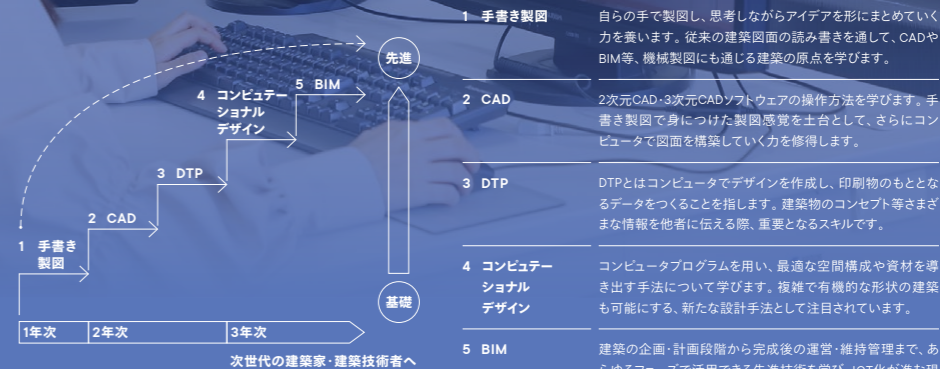 先進
5 BIM
4 コンピュテー
ショナル
デザイン
3 DTP
2 CAD
1 手書き
製図
基礎
1年次
2年次
3年次
次世代の建築家・建築技術者へ
1 手書き製図
自らの手で製図し、思考しながらアイデアを形にまとめていく
力を養います。従来の建築図面の読み書きを通して、CADや
BIM等、機械製図にも通じる建築の原点を学びます。
2 CAD
2次元CAD・3次元CADソフトウェアの操作方法を学びます。手
書き製図で身につけた製図感覚を土台として、さらにコン
ピュータで図面を構築していく力を修得します。
3 DTP
DTPとはコンピュータでデザインを作成し、印刷物のもととな
るデータをつくることを指します。建築物のコンセプト等さまざ
まな情報を他者に伝える際、重要となるスキルです。
4 コンピュテー
ショナル
デザイン
コンピュータプログラムを用い、最適な空間構成や資材を導
き出す手法について学びます。複雑で有機的な形状の建築
も可能にする、新たな設計手法として注目されています。
5 BIM
建築の企画・計画段階から完成後の運営・維持管理まで、あ